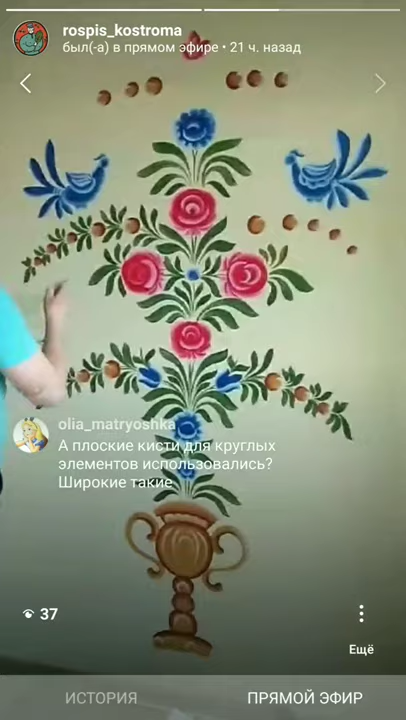 rospis_kostroma
был(-а) в прямом эфире • 21 ч. назад
olia_matryoshka
А плоские кисти для круглых
элементов использовались?
Широкие такие
37
Ещё
ИСТОРИЯ
ПРЯМОЙ ЭФИР